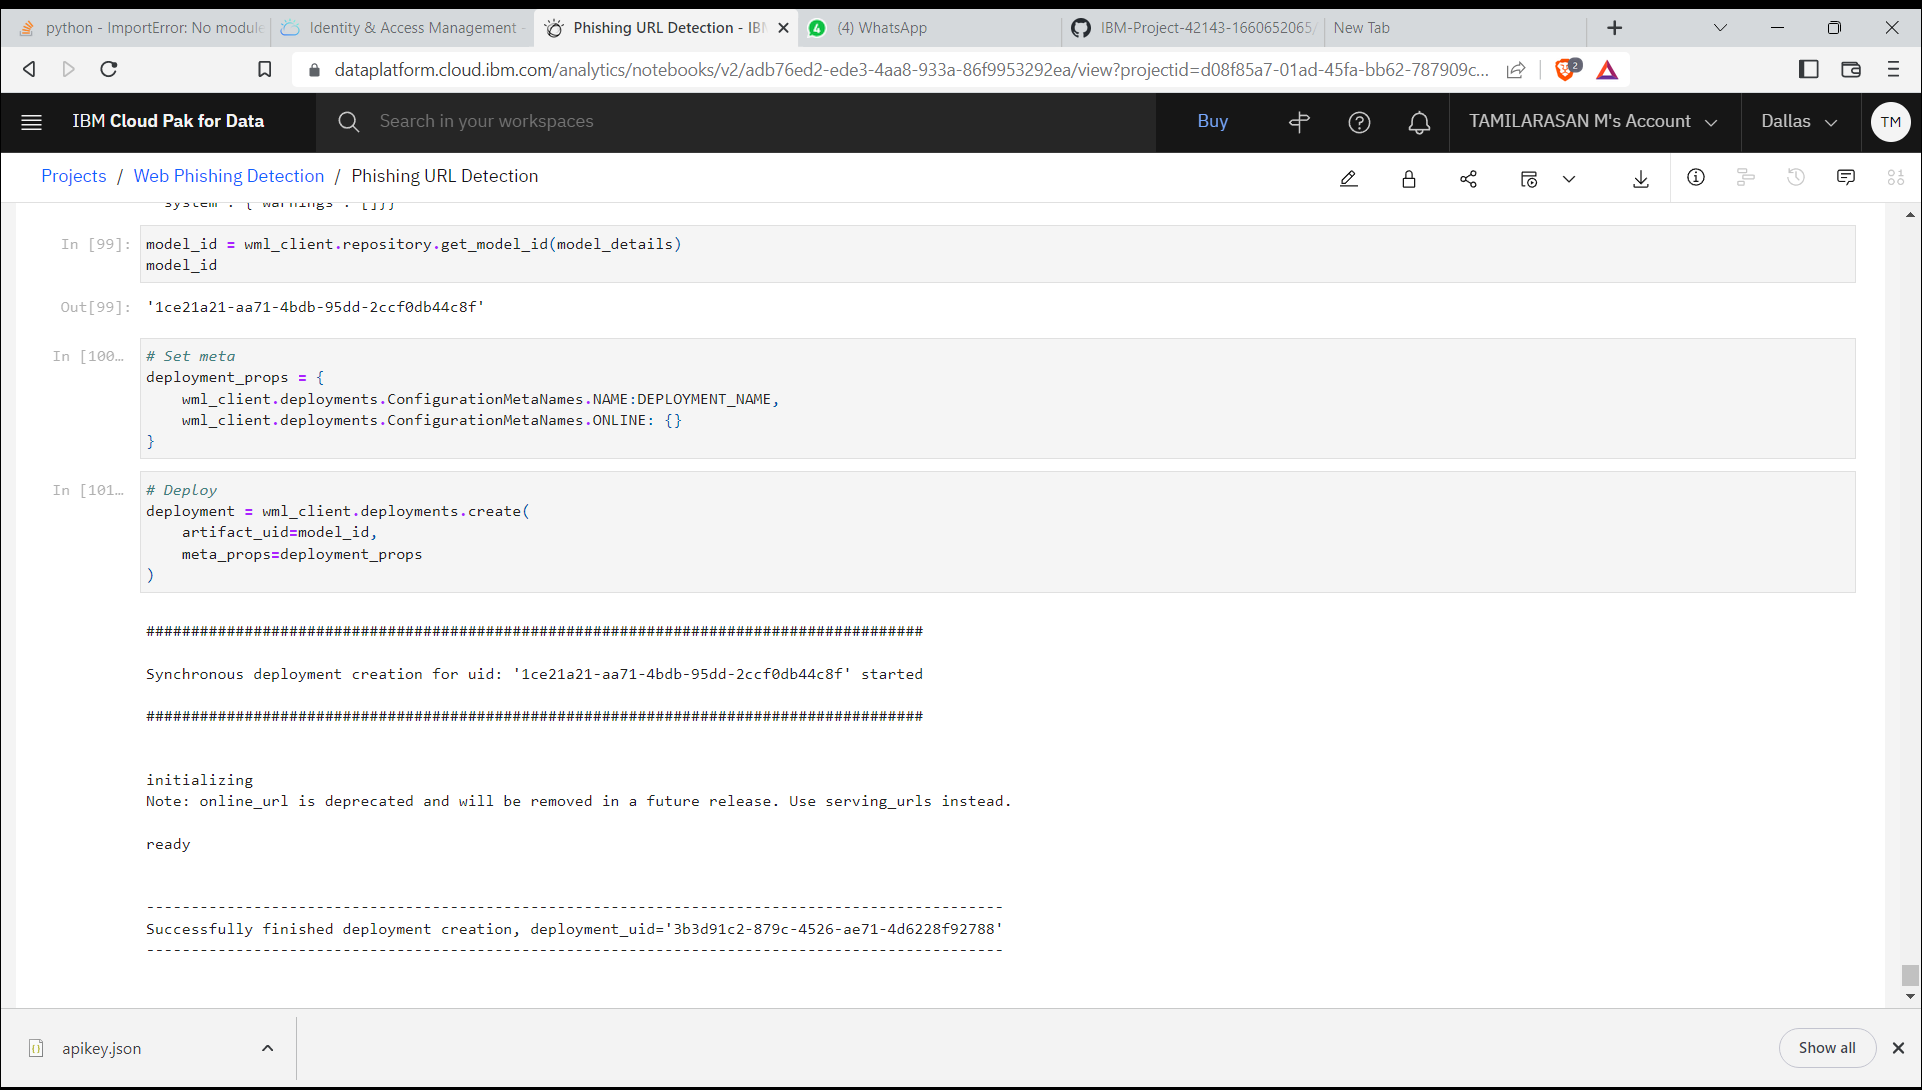 python - ImportError: No module
Identity & Access Management -
Phishing URL Detection - IBM
(4) WhatsApp
IBM-Project-42143-1660652065/
New Tab
dataplatform.cloud.ibm.com/analytics/notebooks/v2/adb76ed2-ede3-4aa8-933a-86f9953292ea/view?projectid=d08f85a7-01ad-45fa-bb62-787909c...
2
IBM Cloud Pak for Data
Search in your workspaces
Buy
TAMILARASAN M's Account
Dallas
TM
Projects / Web Phishing Detection / Phishing URL Detection
'system': {'warnings': []}}
In [99]:
model_id = wml_client.repository.get_model_id(model_details)
model_id
Out[99]: '1ce21a21-aa71-4bdb-95dd-2ccf0db44c8f'
In [100...
# Set meta
deployment_props = {
    wml_client.deployments.ConfigurationMetaNames.NAME:DEPLOYMENT_NAME,
    wml_client.deployments.ConfigurationMetaNames.ONLINE: {}
}
In [101...
# Deploy
deployment = wml_client.deployments.create(
    artifact_uid=model_id,
    meta_props=deployment_props
)
#######################################################################################
Synchronous deployment creation for uid: '1ce21a21-aa71-4bdb-95dd-2ccf0db44c8f' started
#######################################################################################
initializing
Note: online_url is deprecated and will be removed in a future release. Use serving_urls instead.
ready
------------------------------------------------------------------------------------------------
Successfully finished deployment creation, deployment_uid='3b3d91c2-879c-4526-ae71-4d6228f92788'
------------------------------------------------------------------------------------------------
apikey.json
Show all